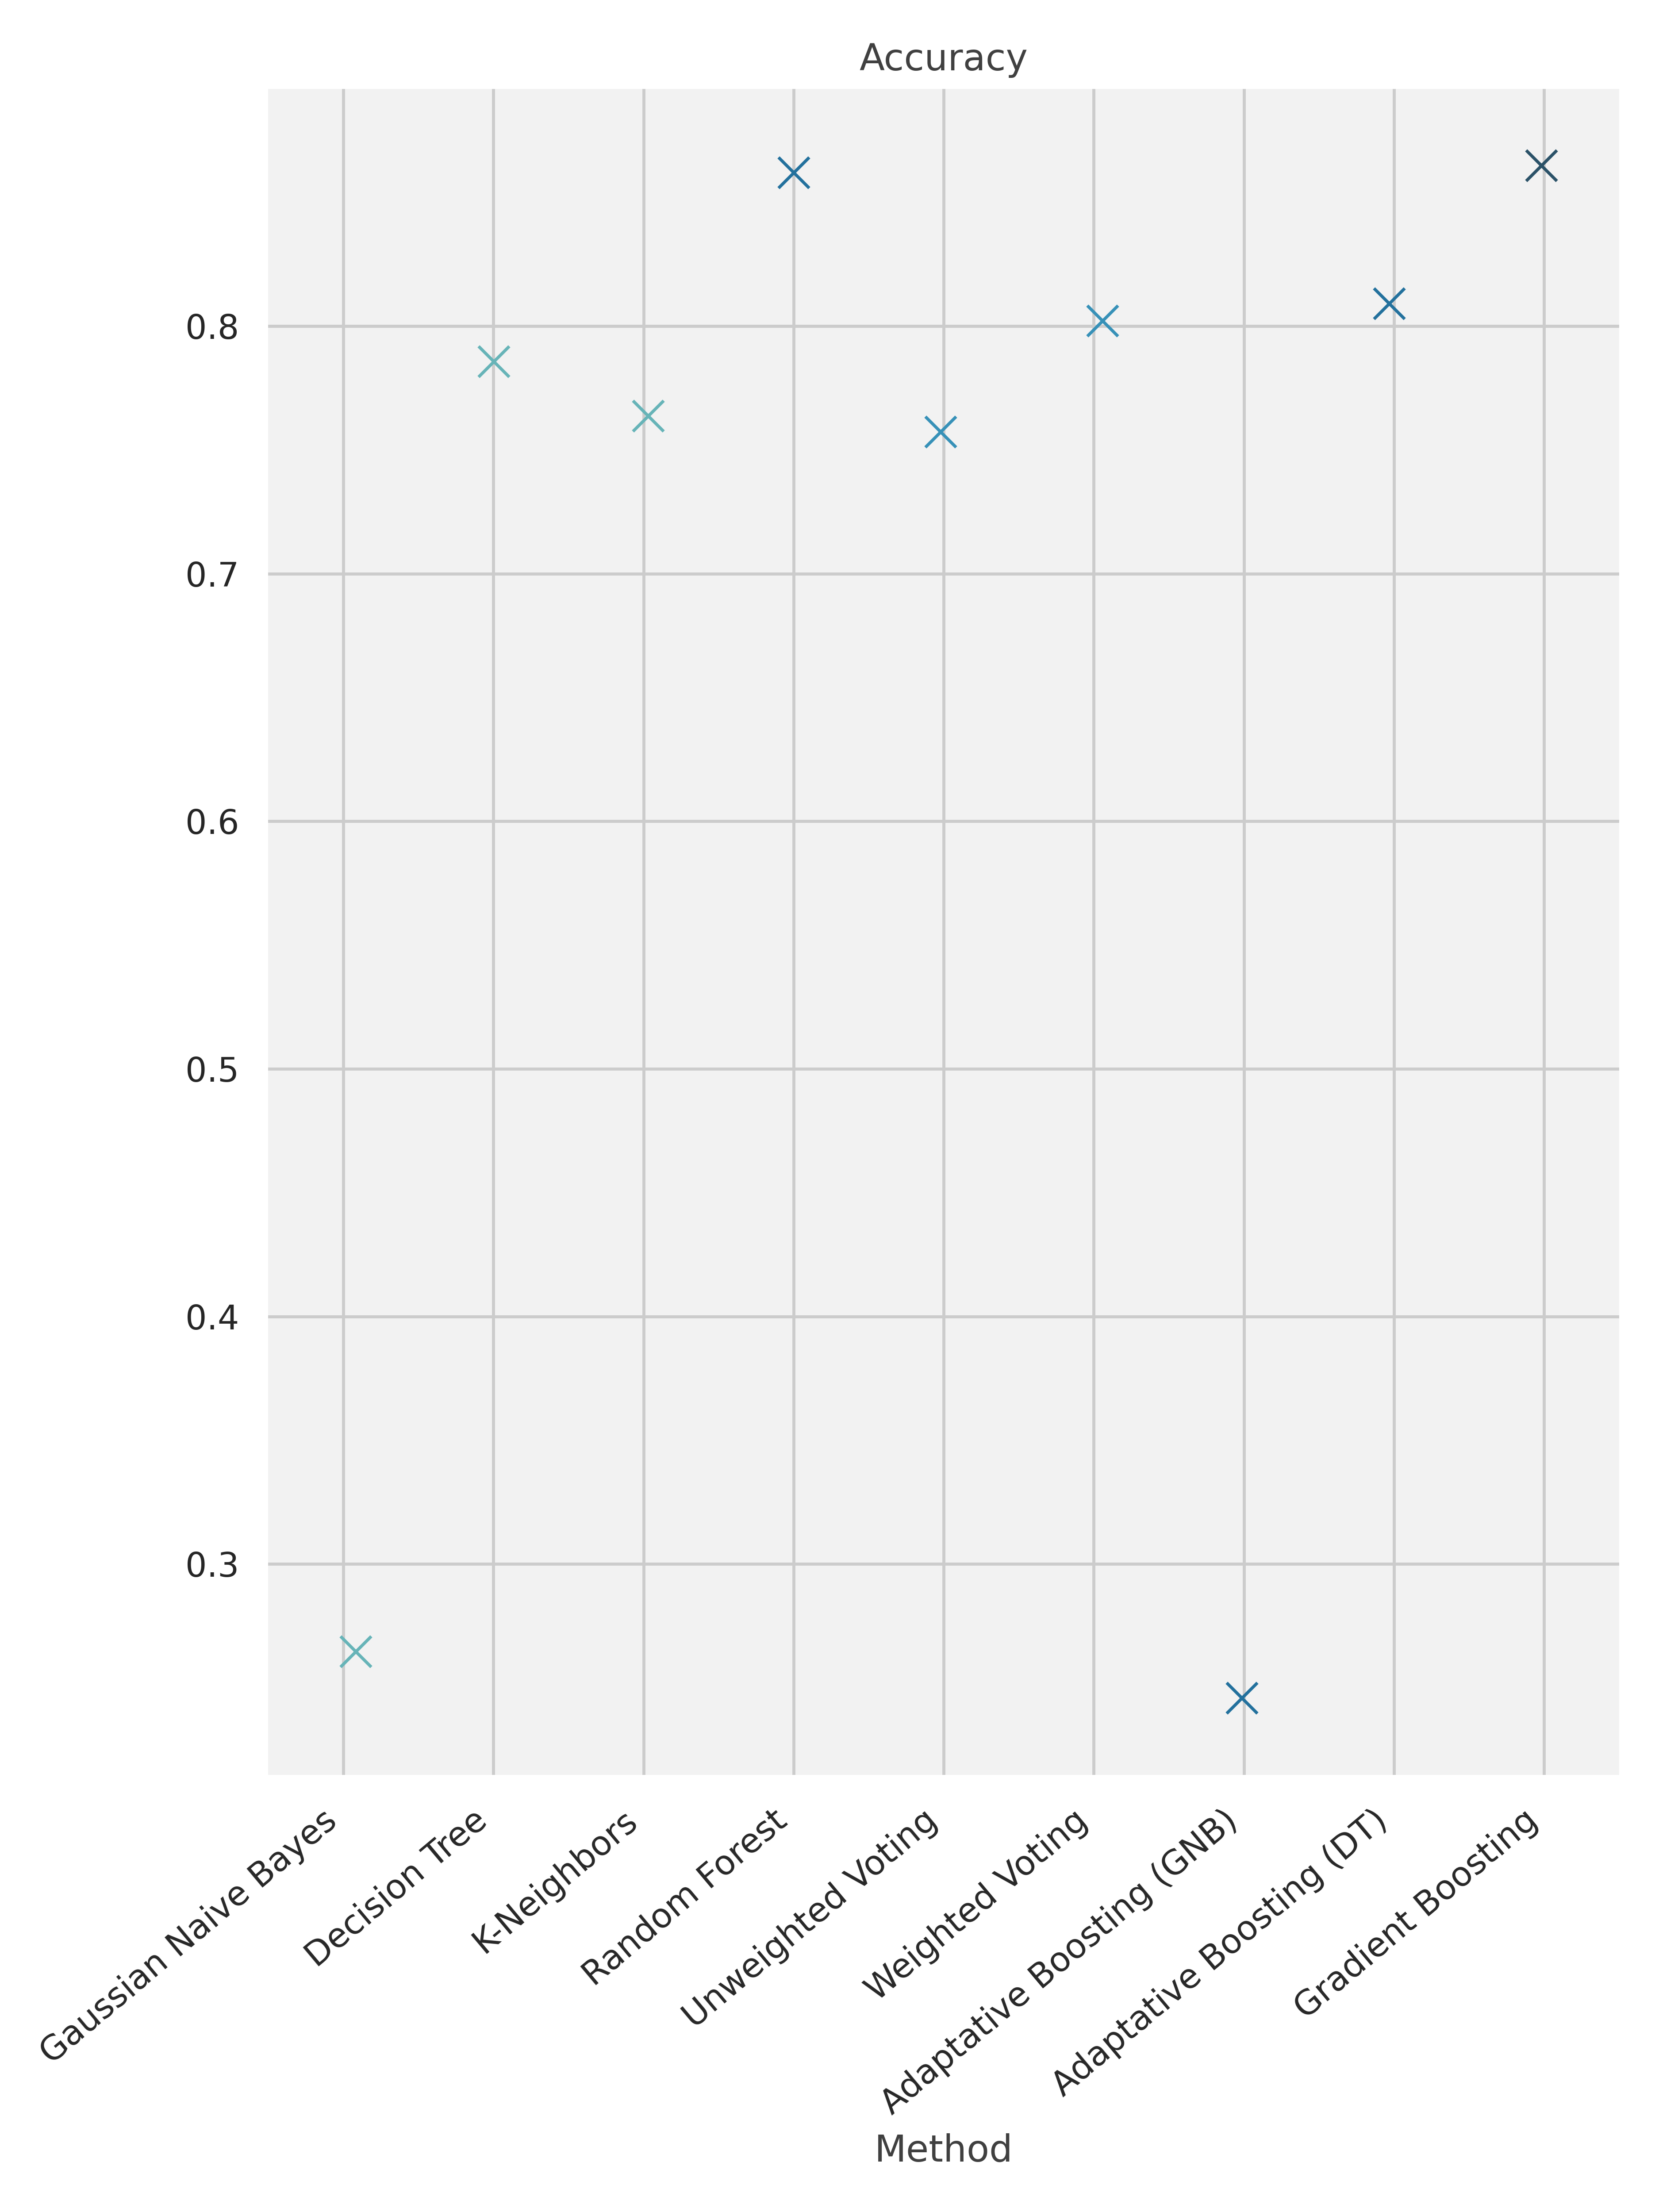 Accuracy
0.8
0.7
0.6
0.5
0.4
0.3
Gaussian Naive Bayes
Decision Tree
K-Neighbors
Random Forest
Unweighted Voting
Weighted Voting
Adaptative Boosting (GNB)
Adaptative Boosting (DT)
Gradient Boosting
Method